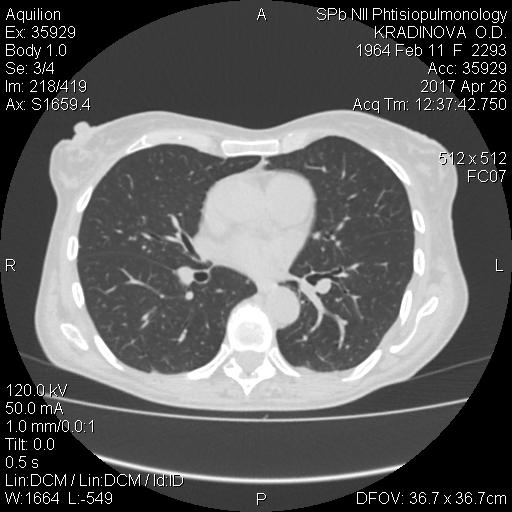 Aquilion
Ex: 35929
Body 1.0
Se: 3/4
Im: 218/419
Ax: S1659.4
A
SPb NII Phtisiopulmonology
KRADINOVA O.D.
1964 Feb 11 F 2293
Acc: 35929
2017 Apr 26
Acq Tm: 12:37:42.750
512 x 512
FC07
R
L
120.0 kV
50.0 mA
1.0 mm/0.0:1
Tilt: 0.0
0.5 s
Lin:DCM / Lin:DCM / Id:ID
W:1664 L:-549
P
DFOV: 36.7 x 36.7cm